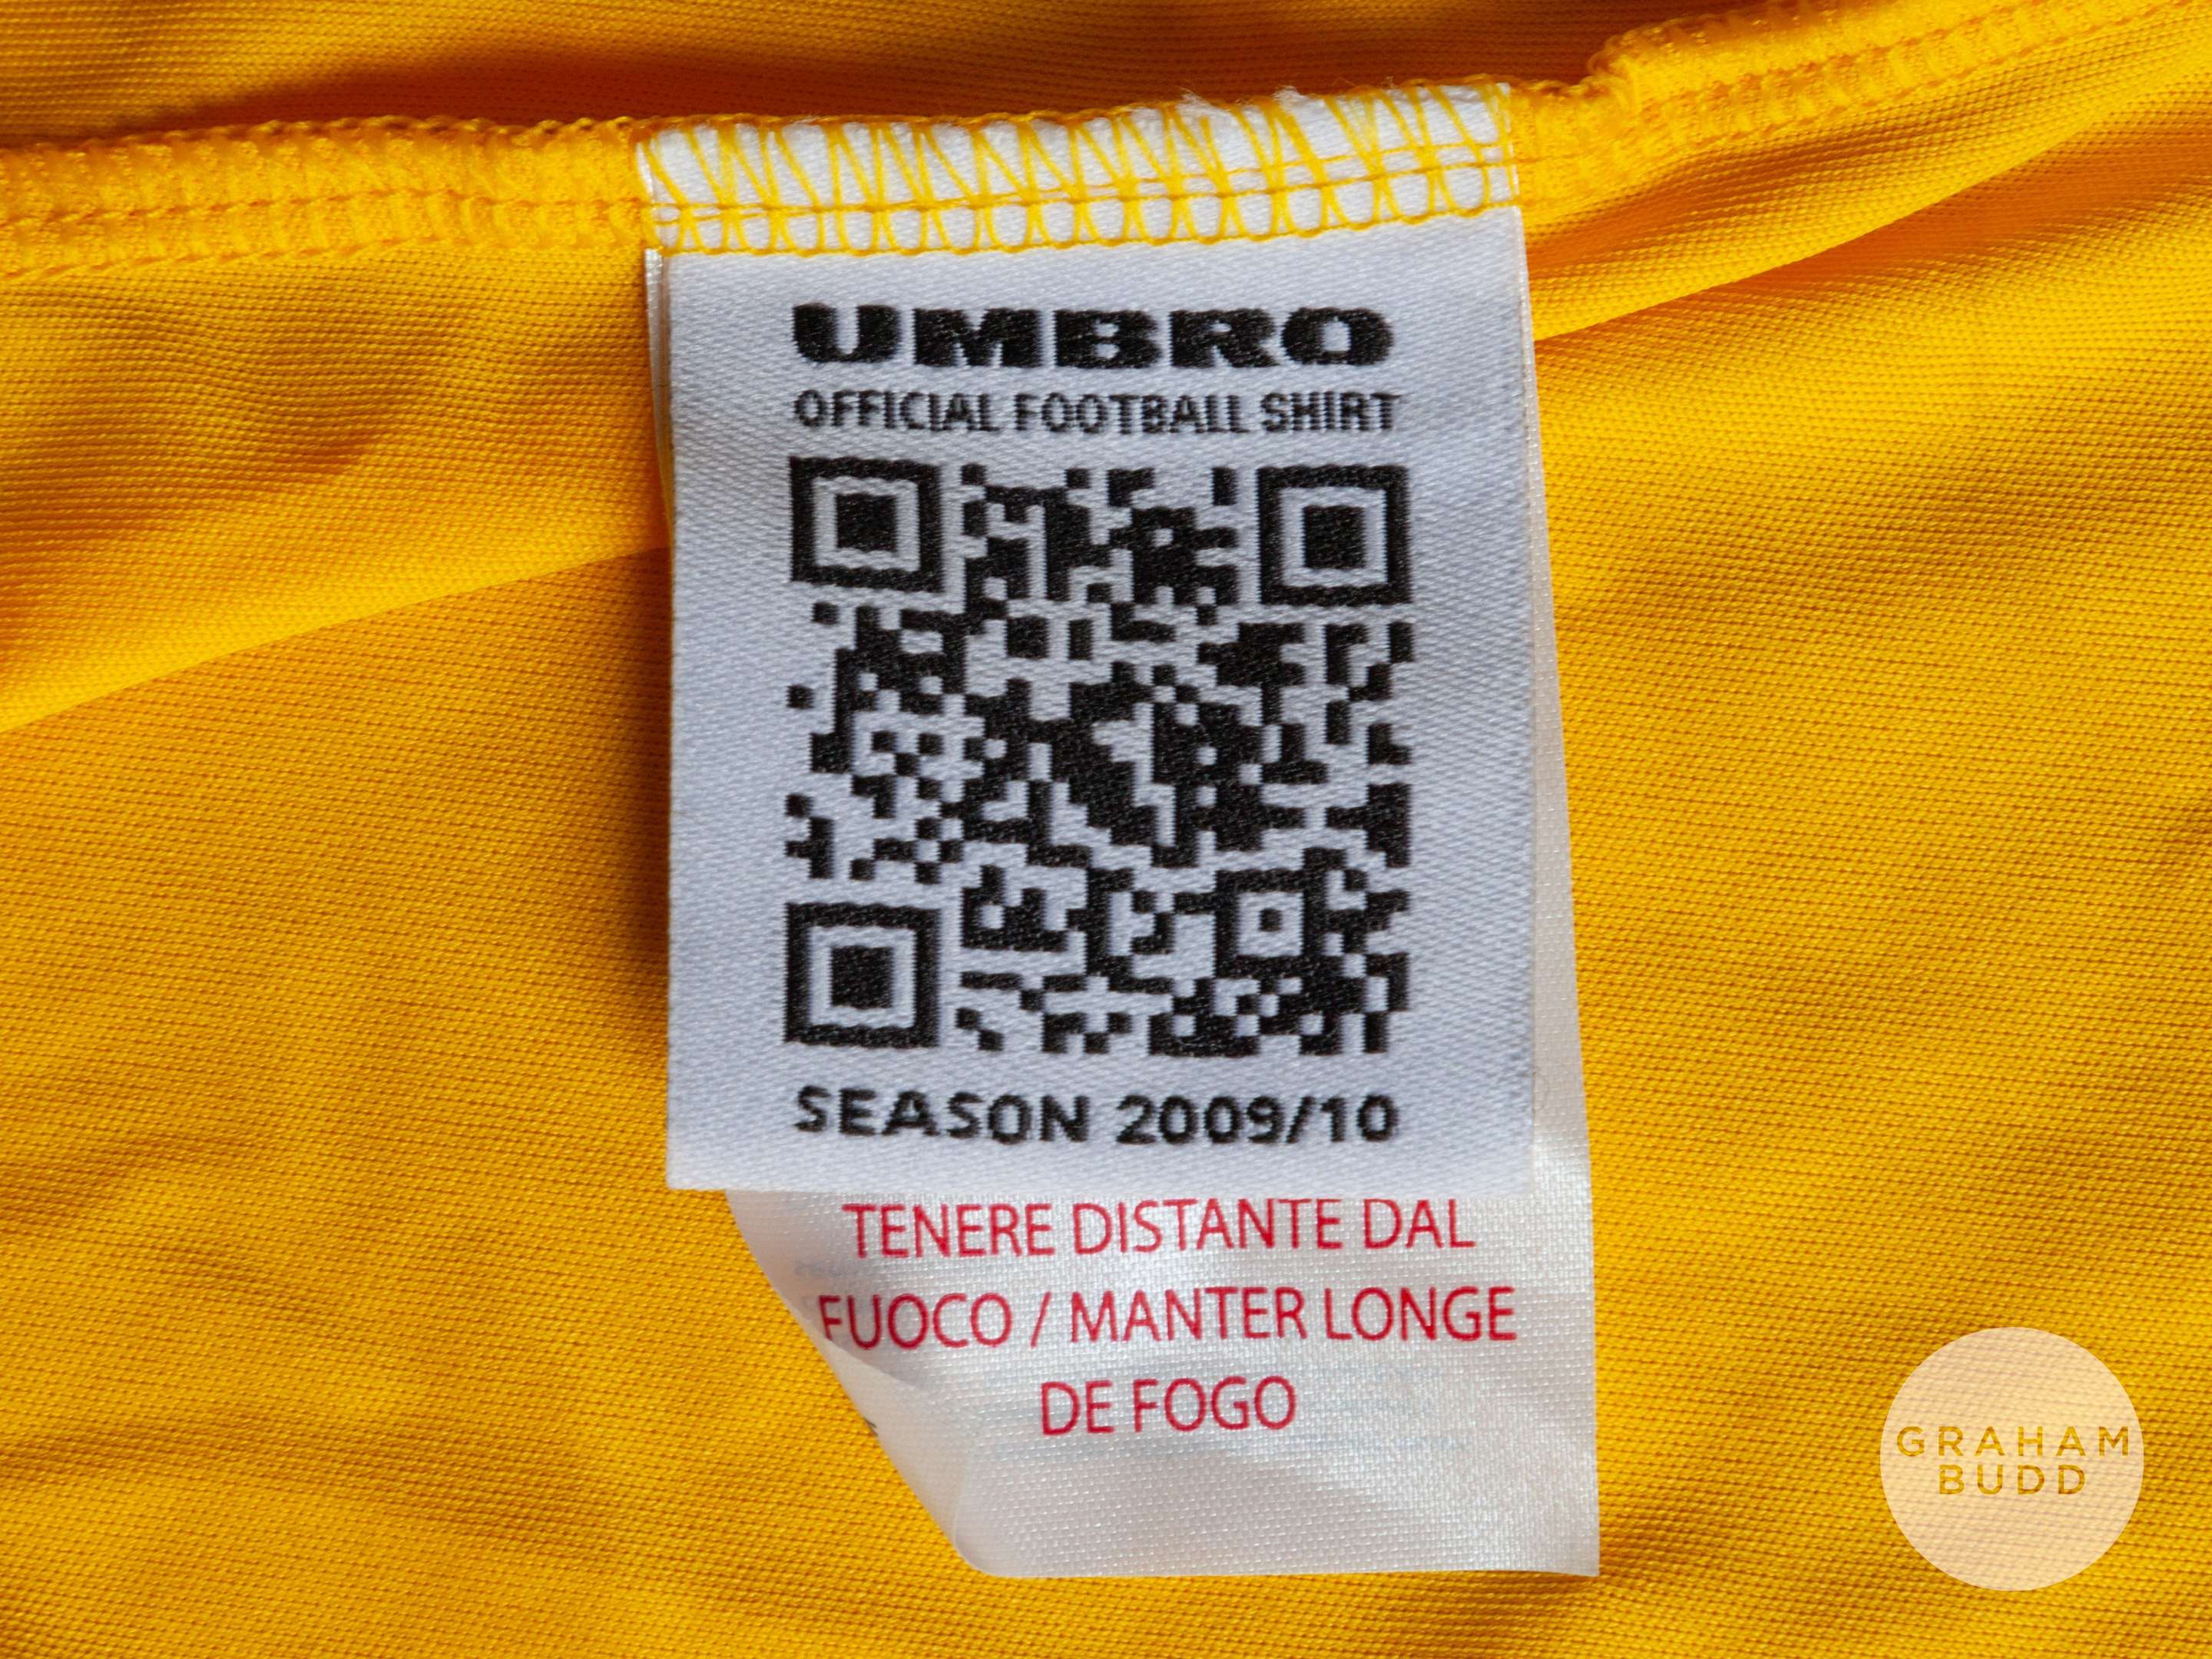 UMBRO
OFFICIAL FOOTBALL SHIRT
SEASON 2009/10
TENERE DISTANTE DAL
FUOCO / MANTER LONGE
DE FOGO
GRAHAM
BUDD